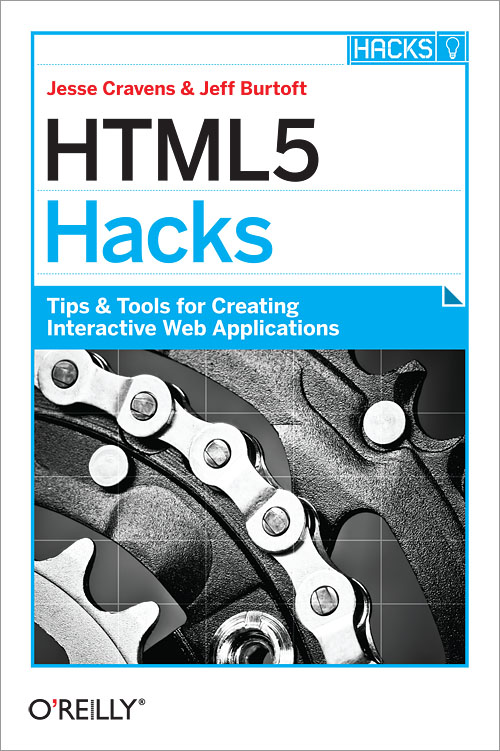 HACKS
Jesse Cravens & Jeff Burtoft
HTML5
Hacks
Tips & Tools for Creating
Interactive Web Applications
O'REILLY®